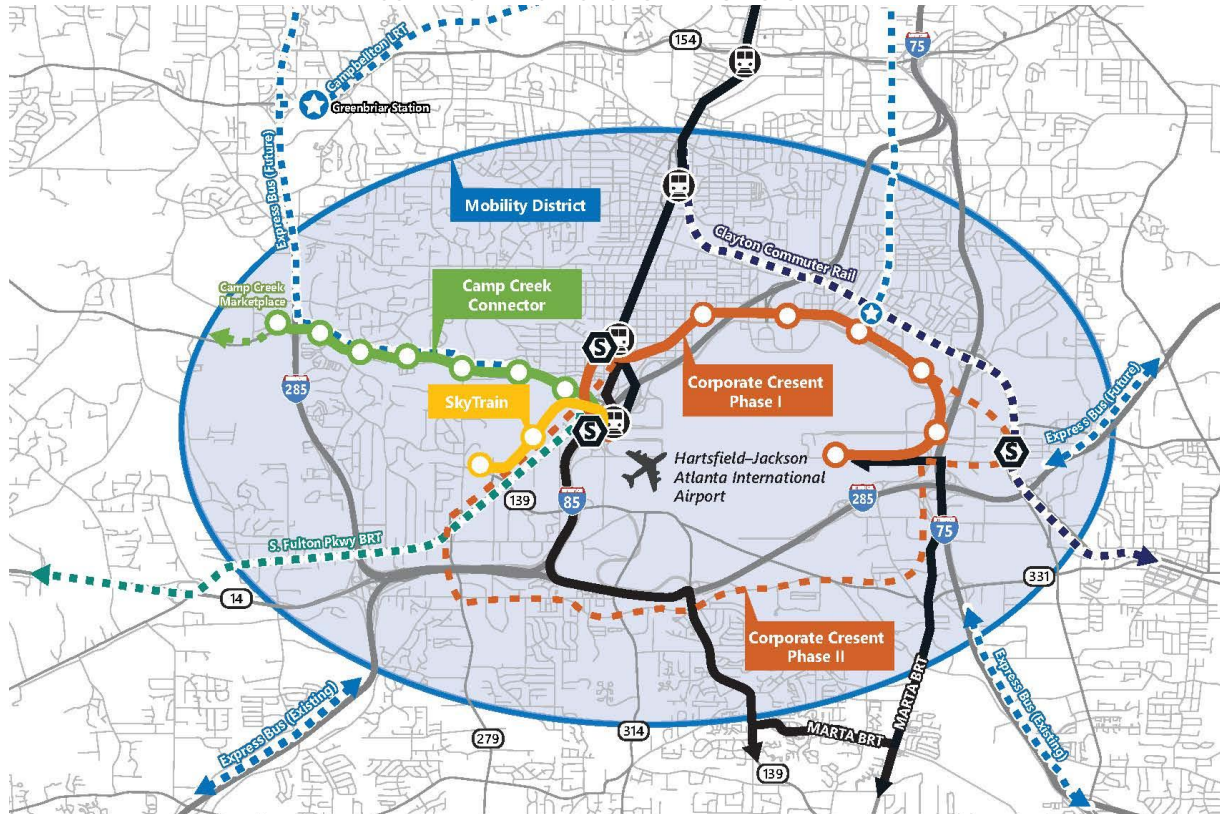 154
75
Campbellton LRT
Greenbriar Station
Express Bus (Future)
Mobility District
Clayton Commuter Rail
Camp Creek
Marketplace
Camp Creek
Connector
S
285
SkyTrain
Corporate Cresent
Phase I
Express Bus (Future)
S
S
Hartsfield–Jackson
Atlanta International
Airport
139
85
285
75
S. Fulton Pkwy BRT
14
331
Corporate Cresent
Phase II
Express Bus (Existing)
MARTA BRT
Express Bus (Existing)
279
314
MARTA BRT
139